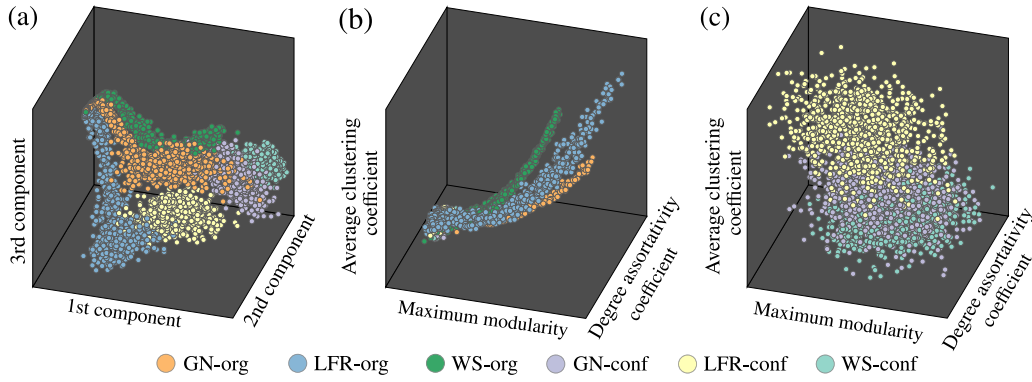 (a)
3rd component
1st component
2nd component
(b)
Average clustering
coefficient
Maximum modularity
Degree assortativity
coefficient
(c)
Average clustering
coefficient
Maximum modularity
Degree assortativity
coefficient
GN-org
LFR-org
WS-org
GN-conf
LFR-conf
WS-conf